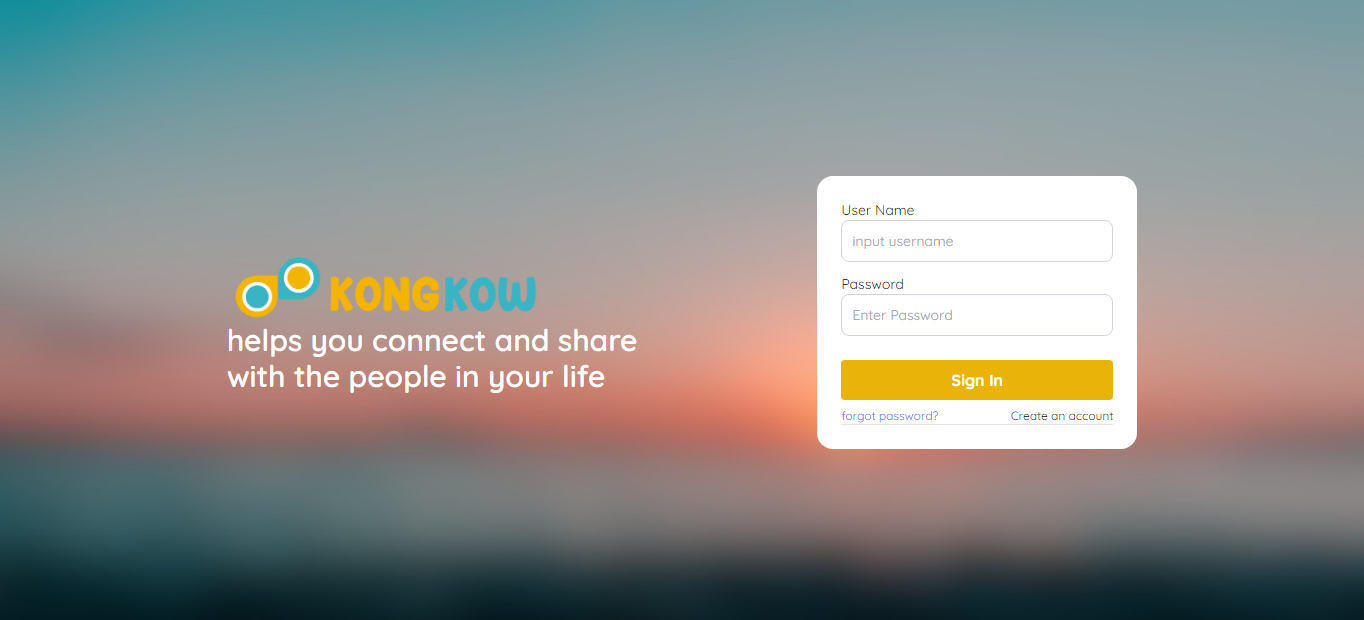 KONGKOW
helps you connect and share
with the people in your life
User Name
input username
Password
Enter Password
Sign In
forgot password?
Create an account